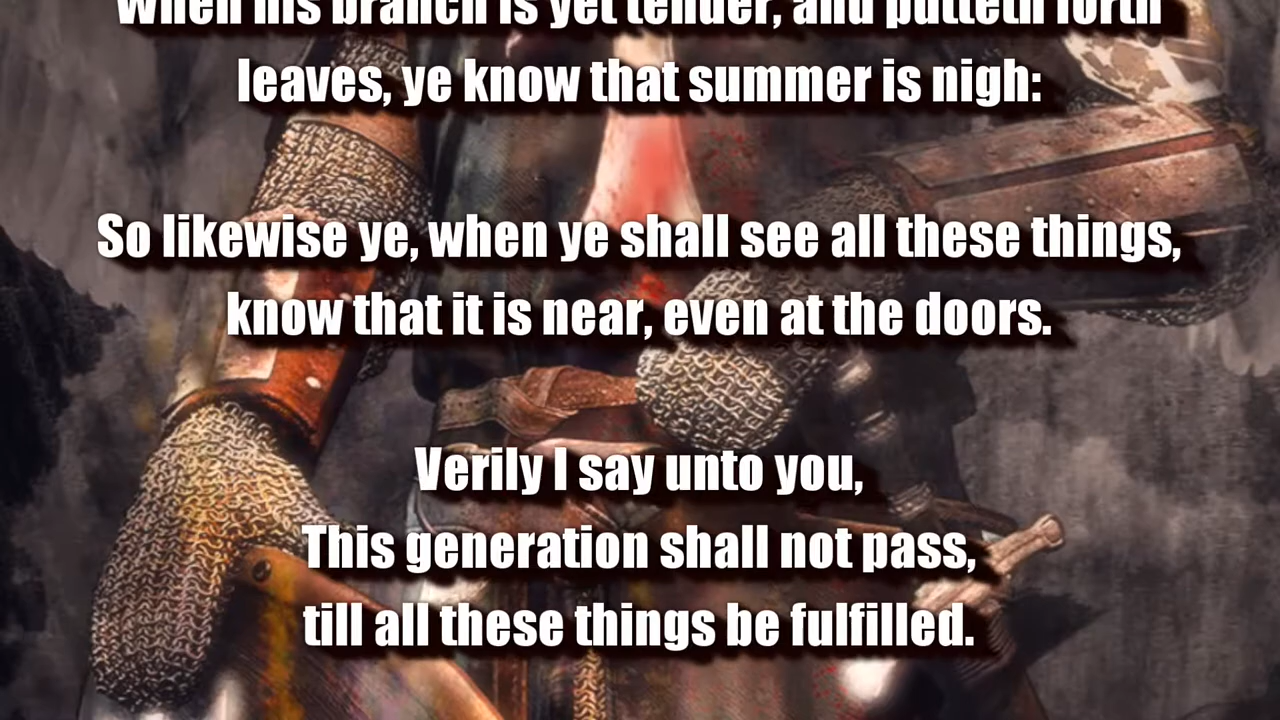 When his branch is yet tender, and putteth forth
leaves, ye know that summer is nigh:
So likewise ye, when ye shall see all these things,
know that it is near, even at the doors.
Verily I say unto you,
This generation shall not pass,
till all these things be fulfilled.